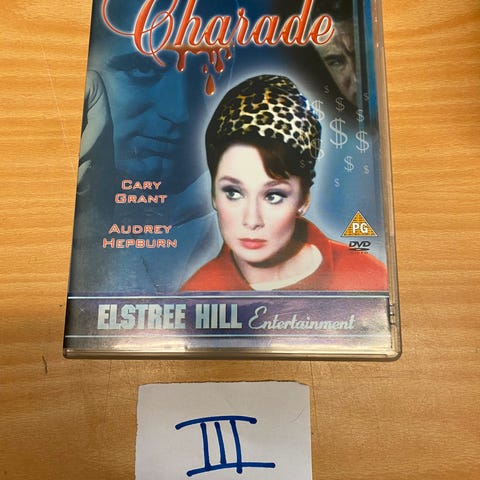 Charade
$
$
$ $
$
$
$
$
CARY
GRANT
AUDREY
HEPBURN
PG
DVD
ELSTREE HILL Entertainment
III